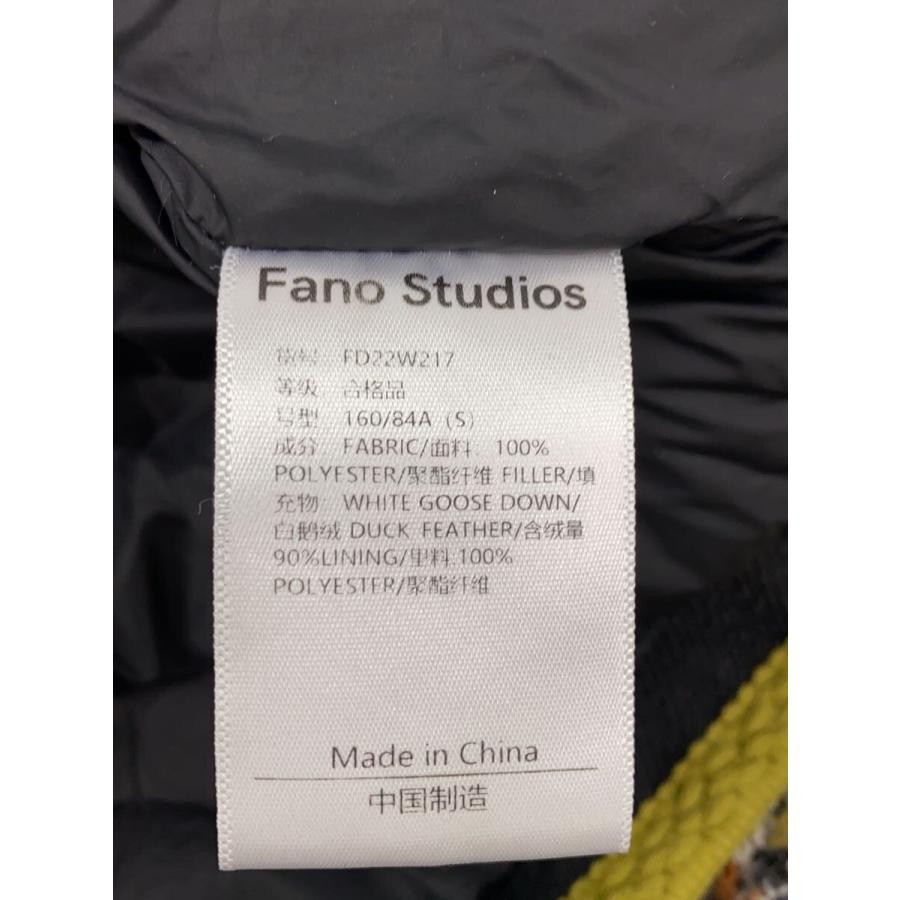 Fano Studios
货号: FD22W217
等级: 合格品
号型: 160/84A (S)
成分: FABRIC/面料: 100%
POLYESTER/聚酯纤维 FILLER/填
充物: WHITE GOOSE DOWN/
白鹅绒 DUCK FEATHER/含绒量
90%LINING/里料:100%
POLYESTER/聚酯纤维
Made in China
中国制造